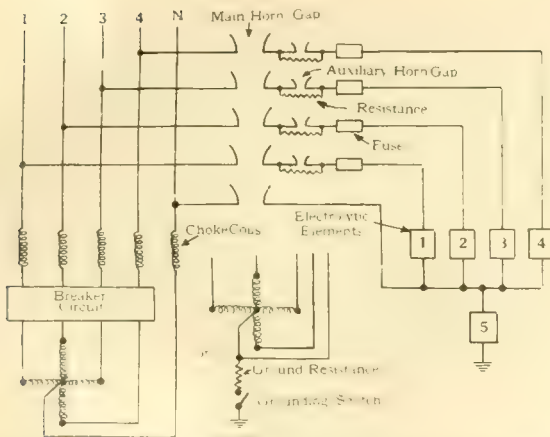 1 2 3 4 N
Main Horn Gap
Auxiliary Horn Gap
Resistance
Fuse
Electrolytic
Elements
Choke Coils
1 2 3 4
Breaker
Circuit
5
Ground Resistance
Grounding Switch